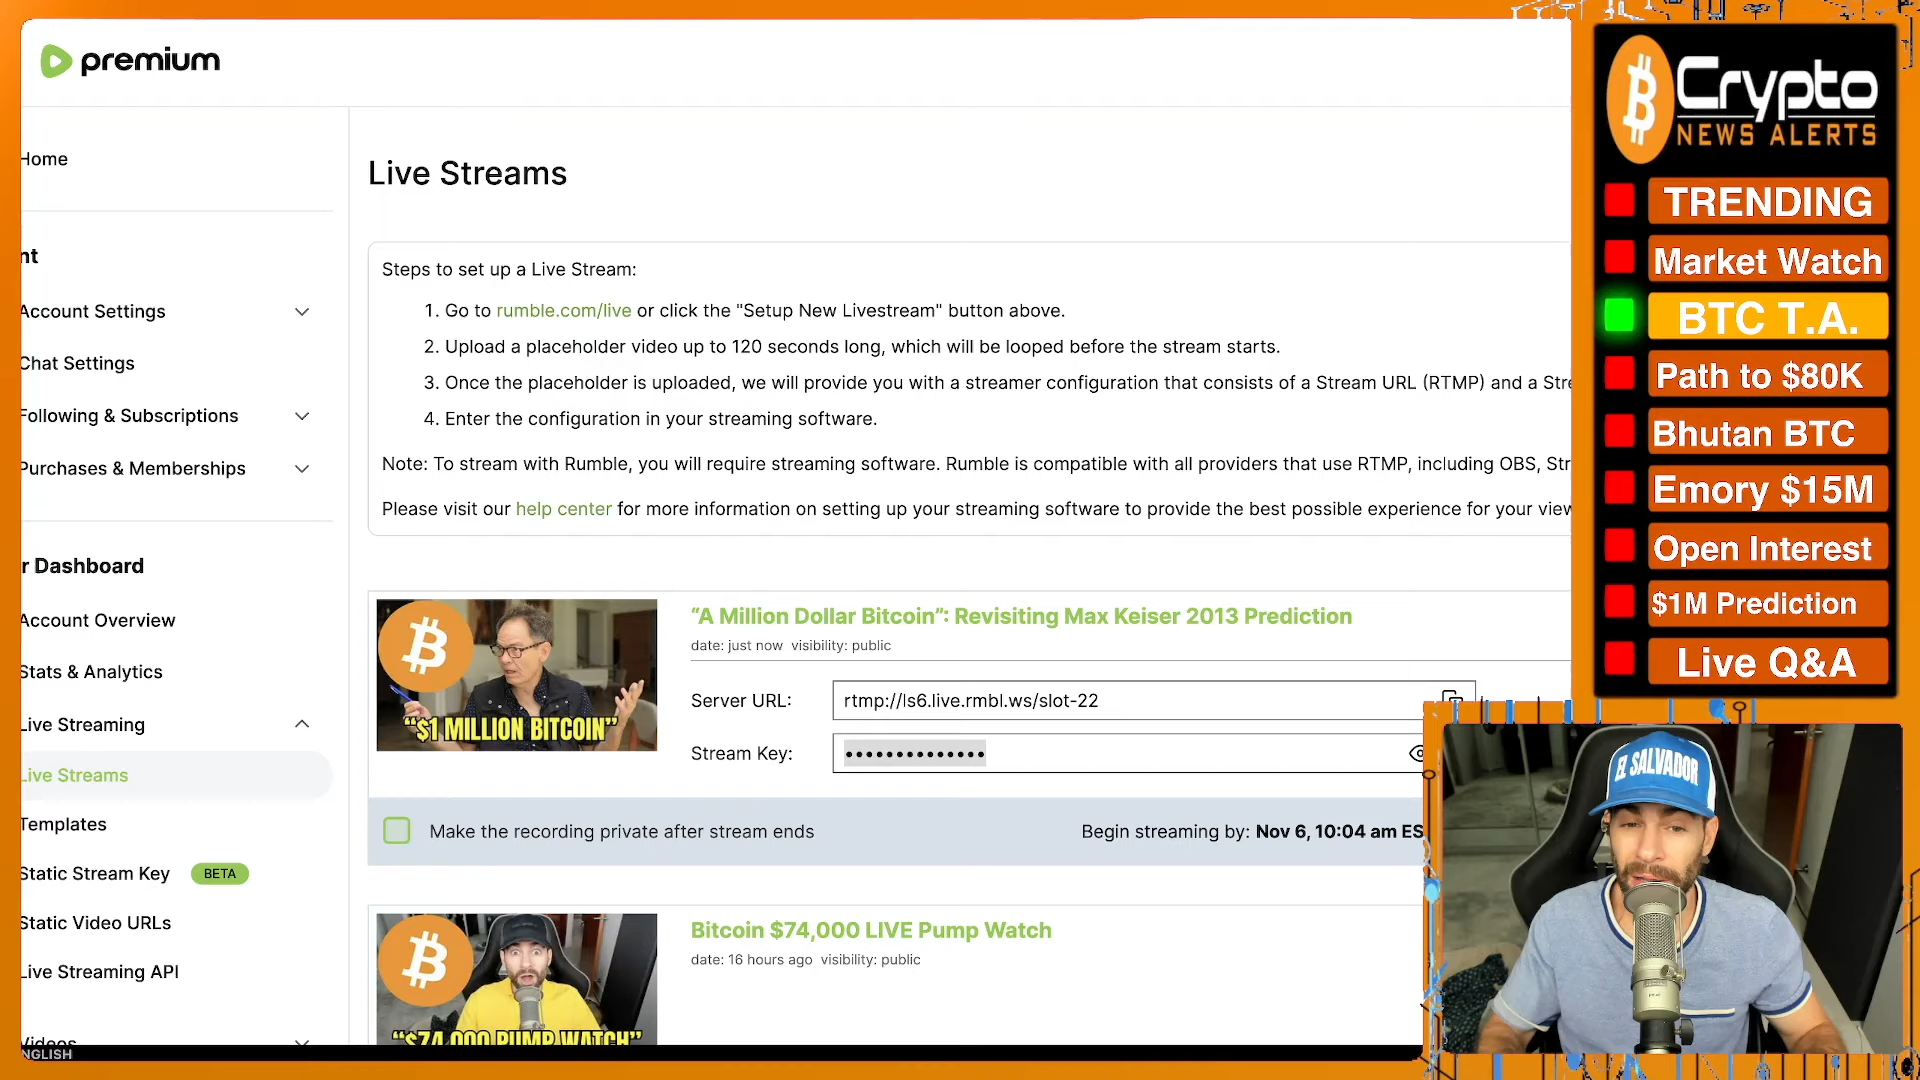 premium
Home
nt
Account Settings
Chat Settings
Following & Subscriptions
Purchases & Memberships
r Dashboard
Account Overview
Stats & Analytics
Live Streaming
Live Streams
Templates
Static Stream Key BETA
Static Video URLs
Live Streaming API
Videos
NGLISH
Live Streams
Steps to set up a Live Stream:
1. Go to rumble.com/live or click the "Setup New Livestream" button above.
2. Upload a placeholder video up to 120 seconds long, which will be looped before the stream starts.
3. Once the placeholder is uploaded, we will provide you with a streamer configuration that consists of a Stream URL (RTMP) and a Stre
4. Enter the configuration in your streaming software.
Note: To stream with Rumble, you will require streaming software. Rumble is compatible with all providers that use RTMP, including OBS, Str
Please visit our help center for more information on setting up your streaming software to provide the best possible experience for your view
"$1 MILLION BITCOIN"
“A Million Dollar Bitcoin”: Revisiting Max Keiser 2013 Prediction
date: just now visibility: public
Server URL: rtmp://ls6.live.rmbl.ws/slot-22
Stream Key: ••••••••••••••
Make the recording private after stream ends
Begin streaming by: Nov 6, 10:04 am ES
"$74,000 PUMP WATCH"
Bitcoin $74,000 LIVE Pump Watch
date: 16 hours ago visibility: public
Crypto
NEWS ALERTS
TRENDING
Market Watch
BTC T.A.
Path to $80K
Bhutan BTC
Emory $15M
Open Interest
$1M Prediction
Live Q&A
EL SALVADOR